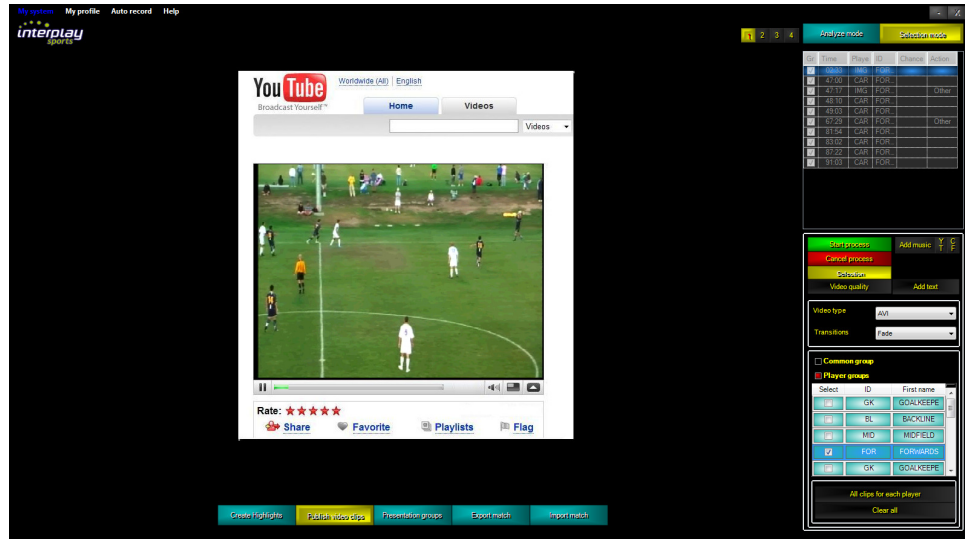 My system My profile Auto record Help
interplay
sports
1 2 3 4
Analyze mode Selection mode
Gr Time Playe ID Chance Action
03:33 IMG FOR...
47:00 CAR FOR...
47:17 IMG FOR... Other
48:10 CAR FOR...
49:03 CAR FOR...
67:29 CAR FOR... Other
81:54 CAR FOR...
83:02 CAR FOR...
87:22 CAR FOR...
91:03 CAR FOR...
You Tube
Broadcast Yourself™
Worldwide (All) English
Home Videos
Videos
Rate:
Share Favorite Playlists Flag
Start process Add music Y T C F
Cancel process
Selection
Video quality Add text
Video type AVI
Transitions Fade
Common group
Player groups
Select ID First name
GK GOALKEEPE
BL BACKLINE
MID MIDFIELD
FOR FORWARDS
GK GOALKEEPE
All clips for each player
Clear all
Create Highlights Publish video clips Presentation groups Export match Import match